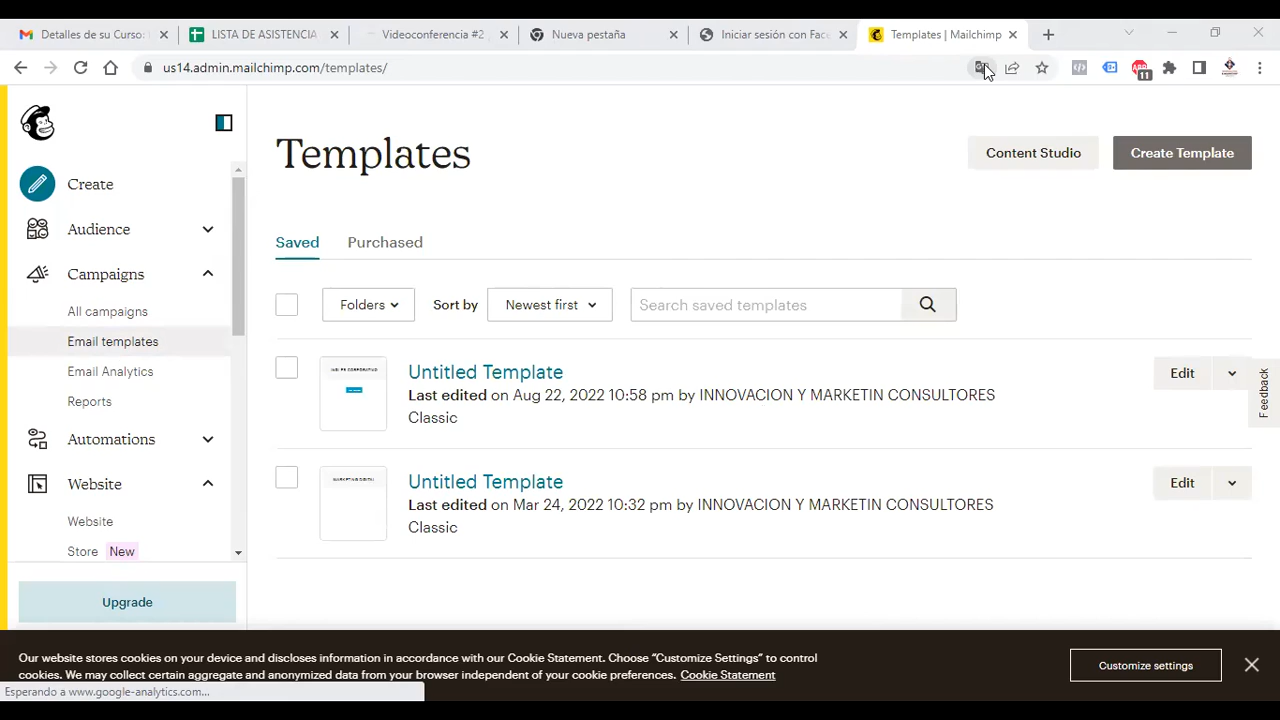 Detalles de su Curso:
LISTA DE ASISTENCIA
Videoconferencia #2
Nueva pestaña
Iniciar sesión con Face
Templates | Mailchimp
us14.admin.mailchimp.com/templates/
11
Templates
Content Studio
Create Template
Create
Audience
Campaigns
All campaigns
Email templates
Email Analytics
Reports
Automations
Website
Website
Store New
Upgrade
Saved
Purchased
Folders
Sort by
Newest first
Search saved templates
Untitled Template
Last edited on Aug 22, 2022 10:58 pm by INNOVACION Y MARKETIN CONSULTORES
Classic
Edit
Untitled Template
Last edited on Mar 24, 2022 10:32 pm by INNOVACION Y MARKETIN CONSULTORES
Classic
Edit
MARKETING DIGITAL
Feedback
Our website stores cookies on your device and discloses information in accordance with our Cookie Statement. Choose “Customize Settings” to control
cookies. We may collect certain aggregate and anonymized data from your browser independent of your cookie preferences. Cookie Statement
Customize settings
Esperando a www.google-analytics.com...